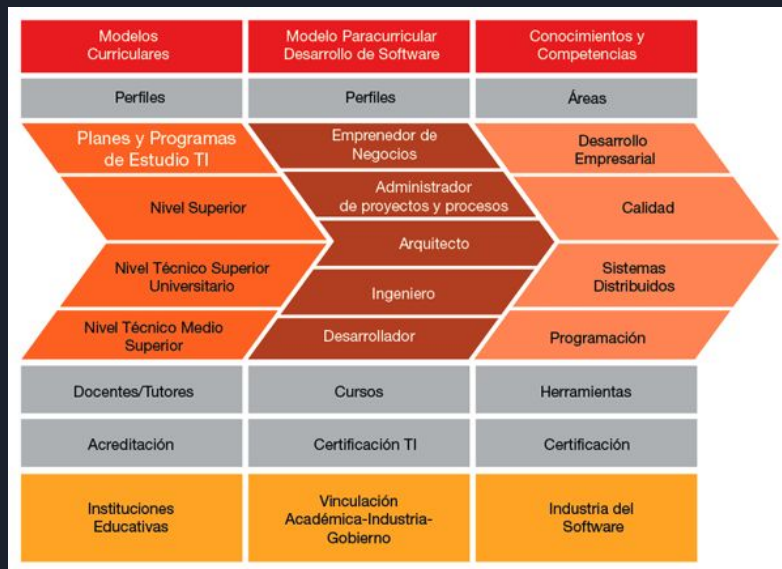 Modelos
Curriculares
Modelo Paracurricular
Desarrollo de Software
Conocimientos y
Competencias
Perfiles
Perfiles
Áreas
Planes y Programas
de Estudio TI
Emprenedor de
Negocios
Desarrollo
Empresarial
Nivel Superior
Administrador
de proyectos y procesos
Calidad
Arquitecto
Nivel Técnico Superior
Universitario
Ingeniero
Sistemas
Distribuidos
Nivel Técnico Medio
Superior
Desarrollador
Programación
Docentes/Tutores
Cursos
Herramientas
Acreditación
Certificación TI
Certificación
Instituciones
Educativas
Vinculación
Académica-Industria-
Gobierno
Industria del
Software